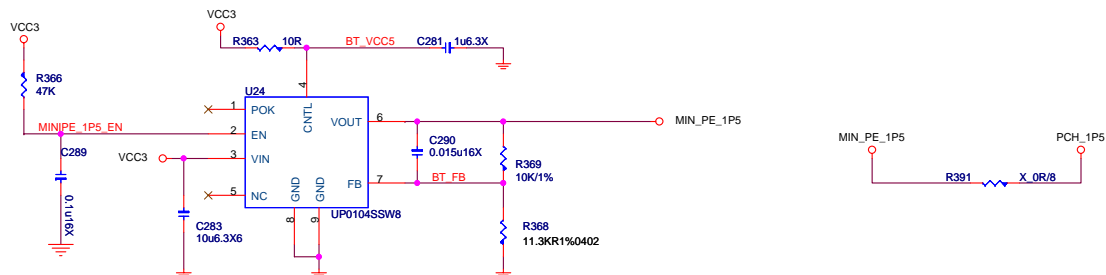 VCC3
VCC3
R363
10R
BT_VCC5
C281
1u6.3X
R366
47K
U24
4
1
POK
CNTL
VOUT
6
MIN_PE_1P5
MINIPE_1P5_EN
2
EN
C290
0.015u16X
MIN_PE_1P5
PCH_1P5
C289
VCC3
3
VIN
R369
10K/1%
FB
7
BT_FB
R391
X_0R/8
5
NC
GND
GND
0.1u16X
UP0104SSW8
C283
10u6.3X6
8
9
R368
11.3KR1%0402